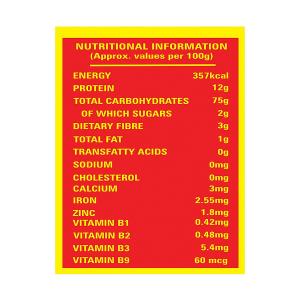 NUTRITIONAL INFORMATION
(Approx. values per 100g)
ENERGY 357kcal
PROTEIN 12g
TOTAL CARBOHYDRATES 75g
OF WHICH SUGARS 2g
DIETARY FIBRE 3g
TOTAL FAT 1g
TRANSFATTY ACIDS 0g
SODIUM 0mg
CHOLESTEROL 0mg
CALCIUM 3mg
IRON 2.55mg
ZINC 1.8mg
VITAMIN B1 0.42mg
VITAMIN B2 0.48mg
VITAMIN B3 5.4mg
VITAMIN B9 60 mcg